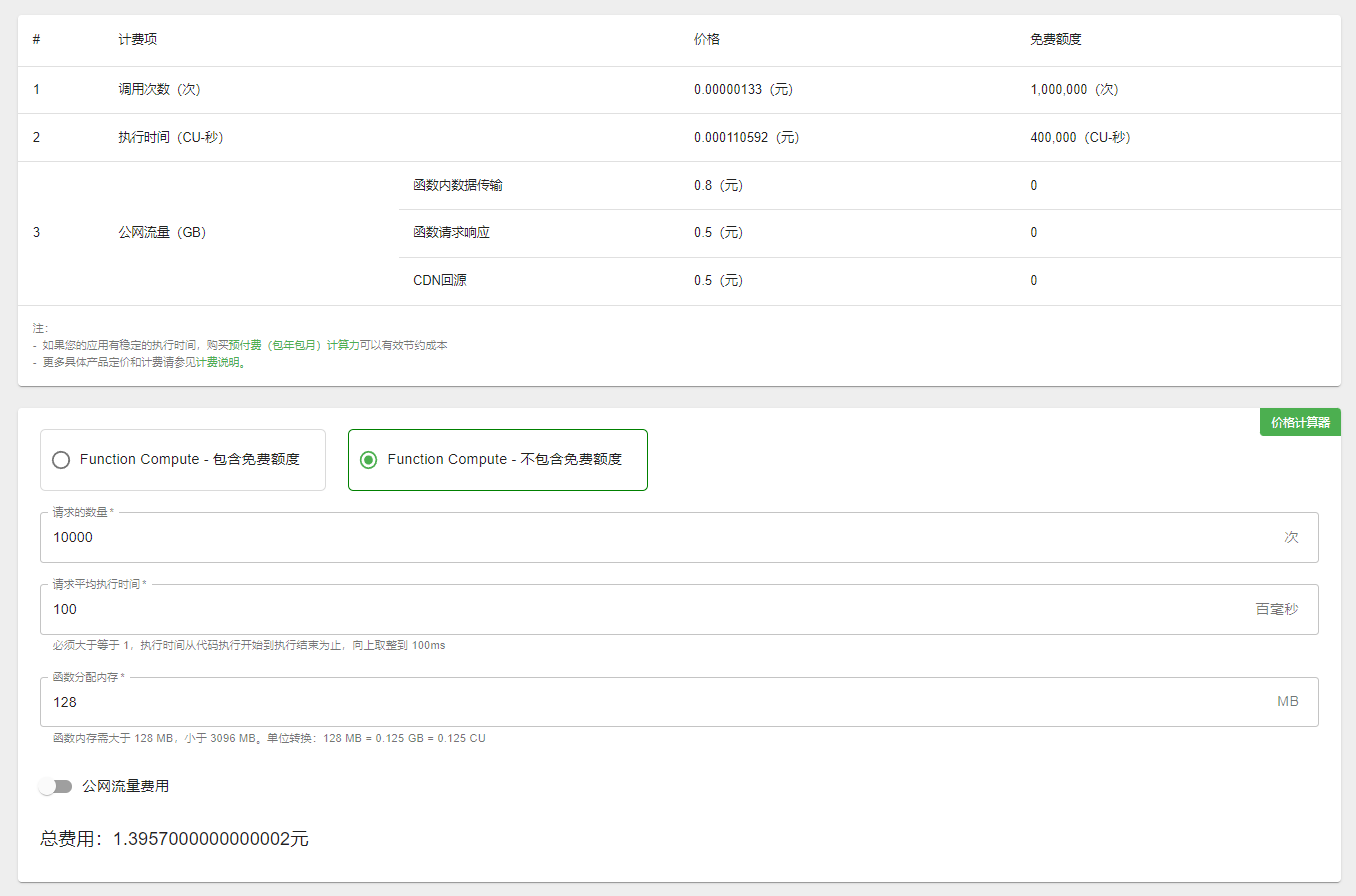 # 计费项 价格 免费额度
1 调用次数（次） 0.00000133（元） 1,000,000（次）
2 执行时间（CU-秒） 0.000110592（元） 400,000（CU-秒）
函数内数据传输 0.8（元） 0
3 公网流量（GB） 函数请求响应 0.5（元） 0
CDN回源 0.5（元） 0
注：
- 如果您的应用有稳定的执行时间，购买预付费（包年包月）计算力可以有效节约成本
- 更多具体产品定价和计费请参见计费说明。
价格计算器
Function Compute - 包含免费额度 Function Compute - 不包含免费额度
请求的数量 *
10000 次
请求平均执行时间 *
100 百毫秒
必须大于等于 1，执行时间从代码执行开始到执行结束为止，向上取整到 100ms
函数分配内存 *
128 MB
函数内存需大于 128 MB，小于 3096 MB。单位转换：128 MB = 0.125 GB = 0.125 CU
公网流量费用
总费用：1.3957000000000002元